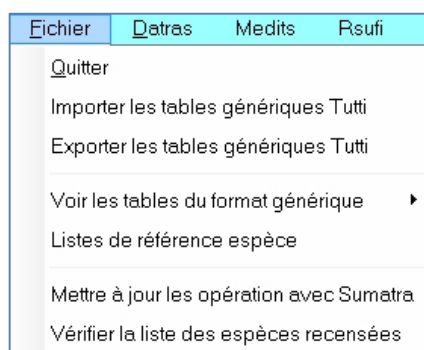 Fichier Datras Medits Rsufi
Quitter
Importer les tables génériques Tutti
Exporter les tables génériques Tutti
Voir les tables du format générique
Listes de référence espèce
Mettre à jour les opération avec Sumatra
Vérifier la liste des espèces recensées